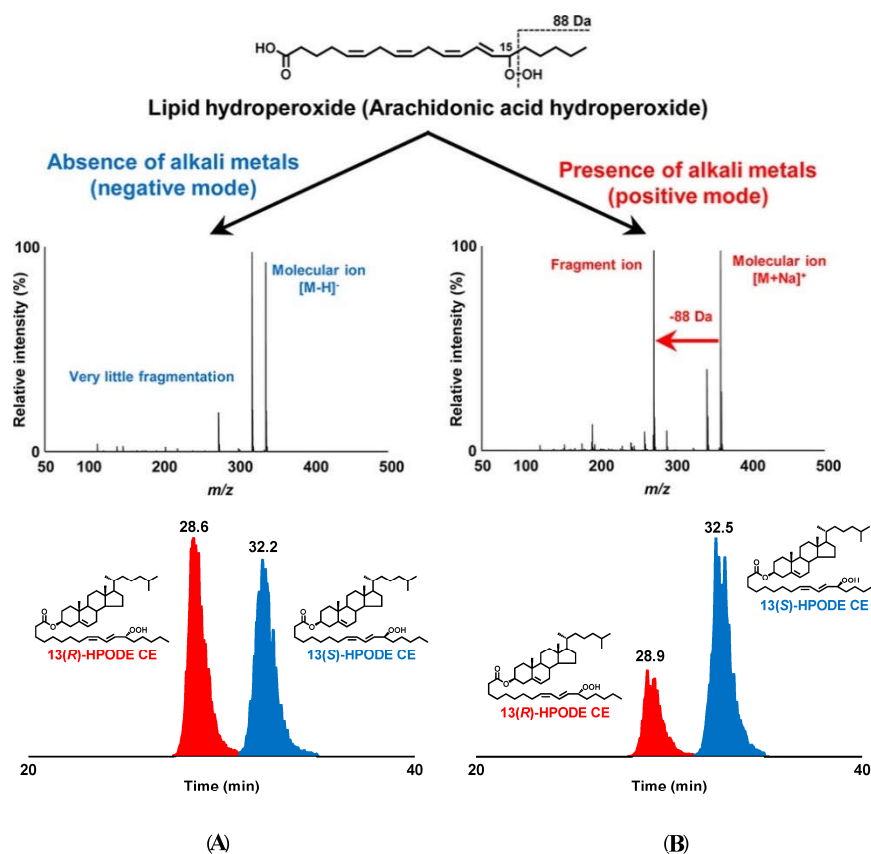 88 Da
15
HO
O
O-OH
Lipid hydroperoxide (Arachidonic acid hydroperoxide)
Absence of alkali metals
(negative mode)
Presence of alkali metals
(positive mode)
100
Relative intensity (%)
0
Molecular ion
[M-H]-
Very little fragmentation
50 100 200 300 400 500
m/z
100
Relative intensity (%)
0
Fragment ion
Molecular ion
[M+Na]+
-88 Da
50 100 200 300 400 500
m/z
28.6
32.2
O
O
OOH
13(R)-HPODE CE
O
O
OOH
13(S)-HPODE CE
20 40
Time (min)
(A)
28.9
32.5
O
O
OOH
13(R)-HPODE CE
O
O
OOH
13(S)-HPODE CE
20 40
Time (min)
(B)